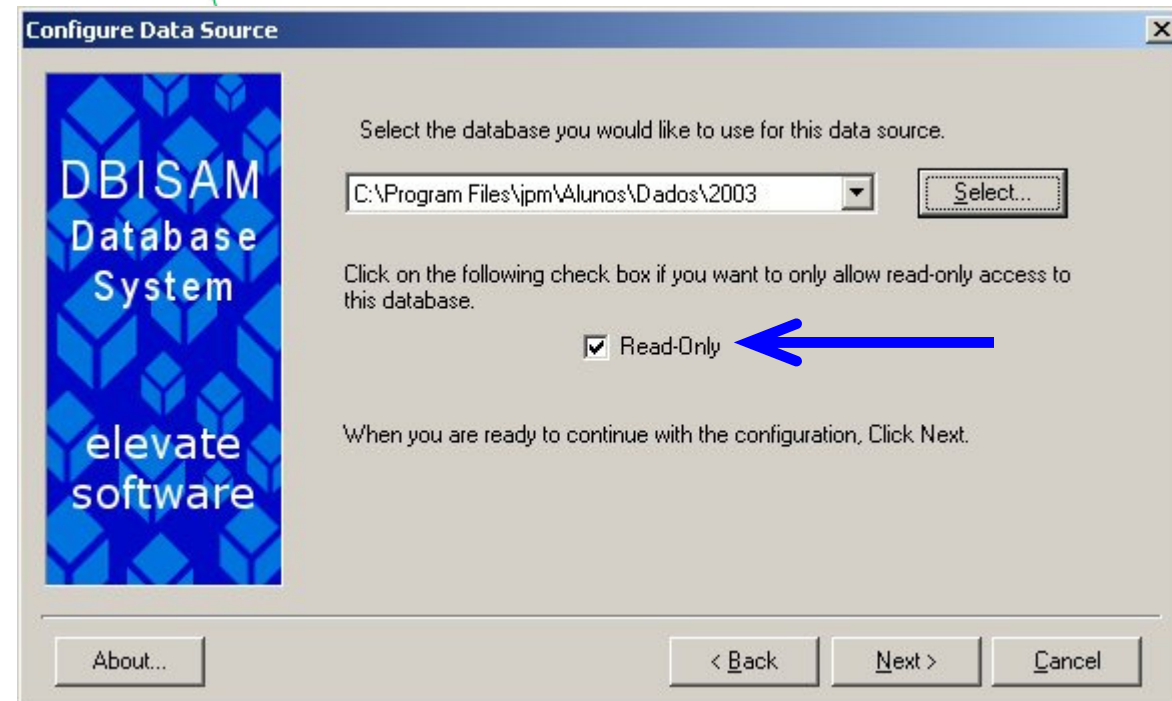 Configure Data Source
DBISAM
Database
System
elevate
software
Select the database you would like to use for this data source.
C:\Program Files\jpm\Alunos\Dados\2003
Select...
Click on the following check box if you want to only allow read-only access to
this database.
Read-Only
When you are ready to continue with the configuration, Click Next.
About...
< Back
Next >
Cancel